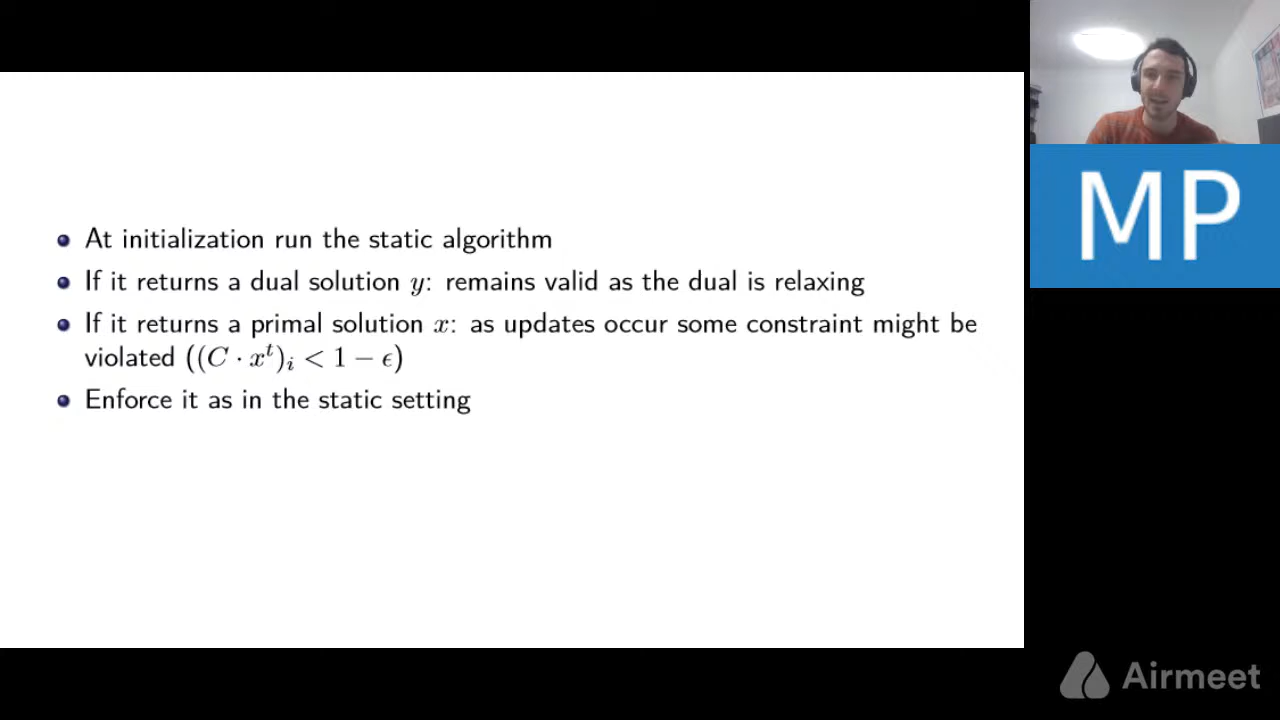 At initialization run the static algorithm
If it returns a dual solution y: remains valid as the dual is relaxing
If it returns a primal solution x: as updates occur some constraint might be
violated ((C · x^t)_i < 1 − ϵ)
Enforce it as in the static setting
MP
Airmeet